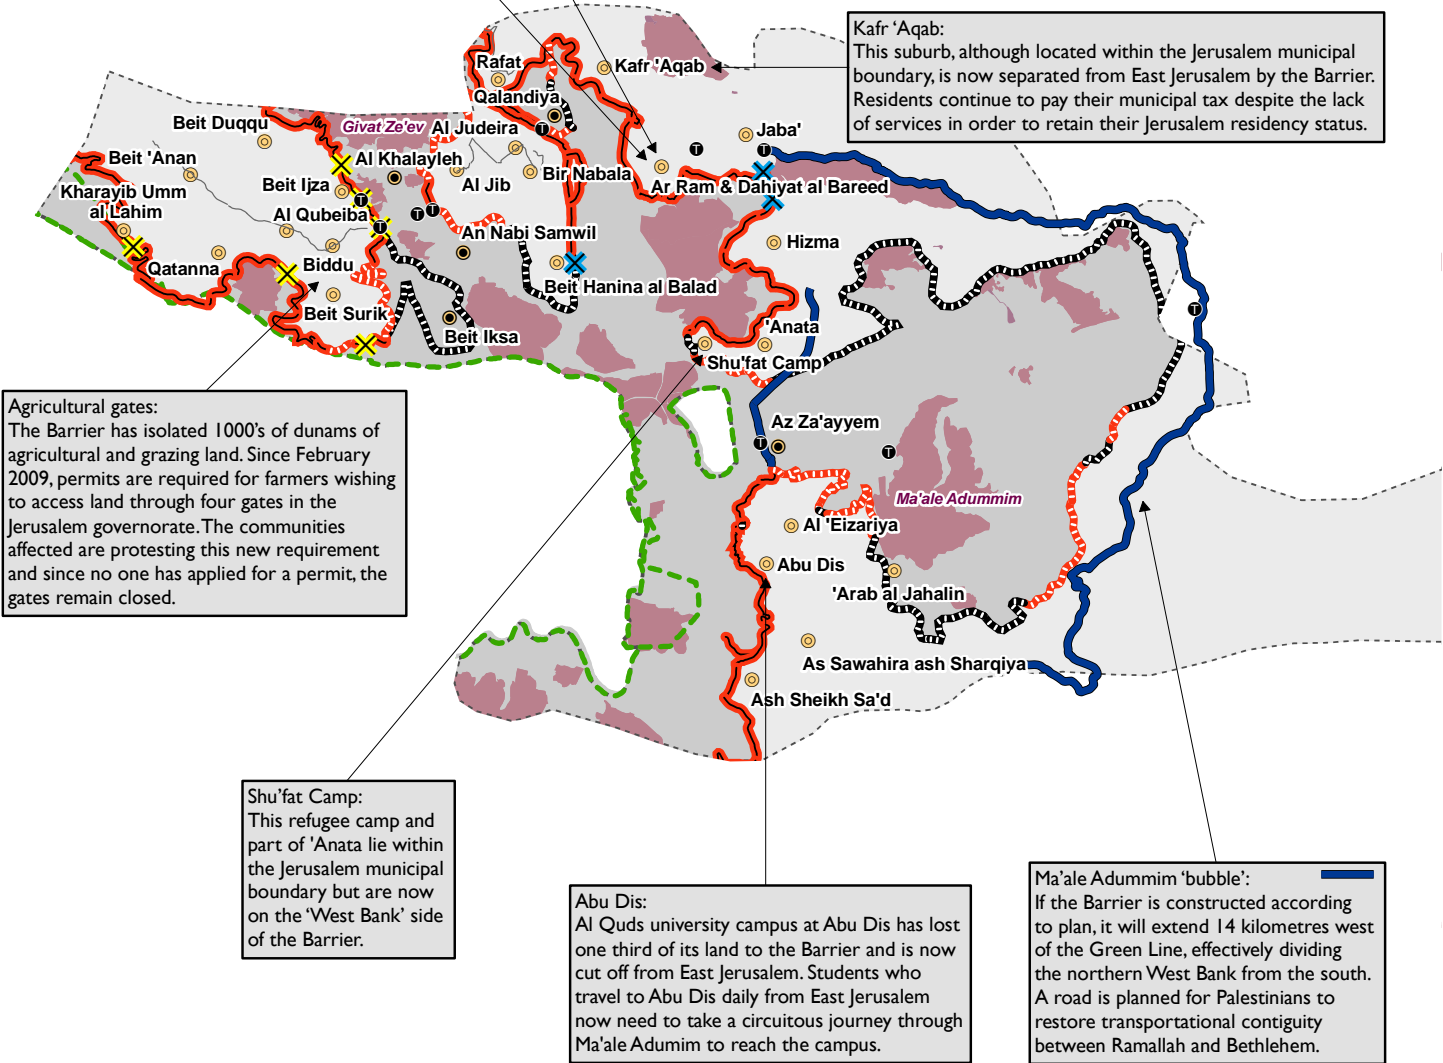 Kafr ‘Aqab:
This suburb, although located within the Jerusalem municipal
boundary, is now separated from East Jerusalem by the Barrier.
Residents continue to pay their municipal tax despite the lack
of services in order to retain their Jerusalem residency status.
Rafat
Kafr 'Aqab
Qalandiya
Beit Duqqu
Givat Ze'ev
Al Judeira
Jaba'
Beit 'Anan
Al Khalayleh
Bir Nabala
Kharayib Umm
al Lahim
Beit Ijza
Al Jib
Ar Ram & Dahiyat al Bareed
Al Qubeiba
An Nabi Samwil
Hizma
Qatanna
Biddu
Beit Hanina al Balad
Beit Surik
Beit Iksa
'Anata
Shu'fat Camp
Az Za'ayyem
Ma'ale Adummim
Al 'Eizariya
Abu Dis
'Arab al Jahalin
As Sawahira ash Sharqiya
Ash Sheikh Sa'd
T
T
T
T
T
T
T
T
T
T
Agricultural gates:
The Barrier has isolated 1000's of dunams of
agricultural and grazing land. Since February
2009, permits are required for farmers wishing
to access land through four gates in the
Jerusalem governorate. The communities
affected are protesting this new requirement
and since no one has applied for a permit, the
gates remain closed.
Shu'fat Camp:
This refugee camp and
part of 'Anata lie within
the Jerusalem municipal
boundary but are now
on the ‘West Bank’ side
of the Barrier.
Abu Dis:
Al Quds university campus at Abu Dis has lost
one third of its land to the Barrier and is now
cut off from East Jerusalem. Students who
travel to Abu Dis daily from East Jerusalem
now need to take a circuitous journey through
Ma'ale Adumim to reach the campus.
Ma'ale Adummim ‘bubble’:
If the Barrier is constructed according
to plan, it will extend 14 kilometres west
of the Green Line, effectively dividing
the northern West Bank from the south.
A road is planned for Palestinians to
restore transportational contiguity
between Ramallah and Bethlehem.